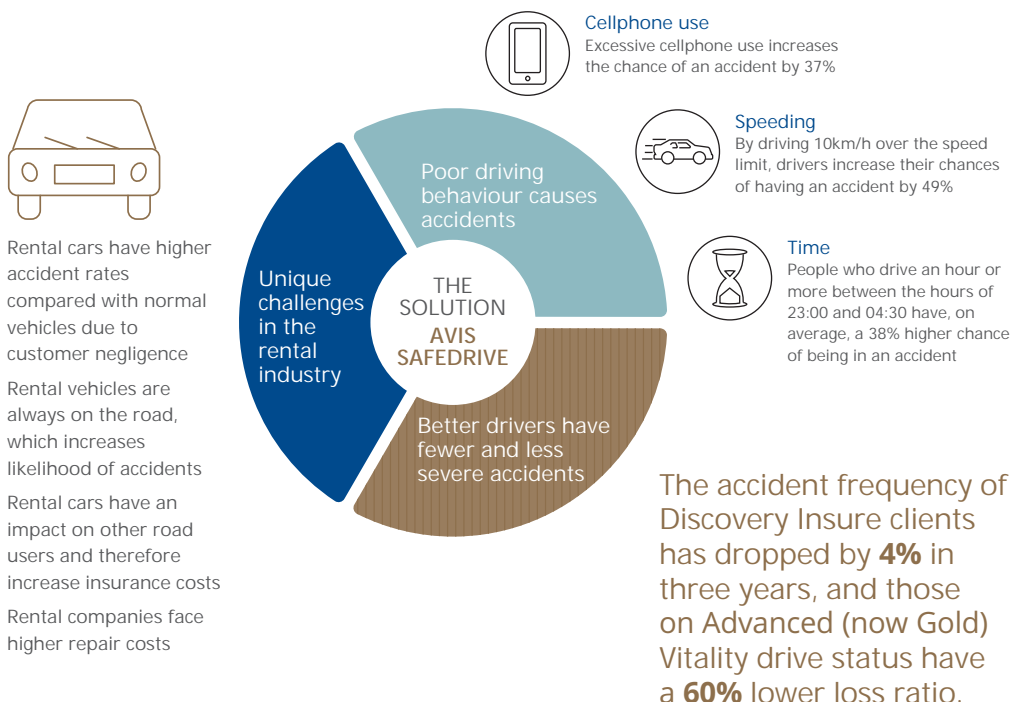 Cellphone use
Excessive cellphone use increases
the chance of an accident by 37%
Speeding
By driving 10km/h over the speed
limit, drivers increase their chances
of having an accident by 49%
Time
People who drive an hour or
more between the hours of
23:00 and 04:30 have, on
average, a 38% higher chance
of being in an accident
Poor driving
behaviour causes
accidents
Unique
challenges
in the
rental
industry
THE
SOLUTION
AVIS
SAFEDRIVE
Better drivers have
fewer and less
severe accidents
Rental cars have higher
accident rates
compared with normal
vehicles due to
customer negligence
Rental vehicles are
always on the road,
which increases
likelihood of accidents
Rental cars have an
impact on other road
users and therefore
increase insurance costs
Rental companies face
higher repair costs
The accident frequency of
Discovery Insure clients
has dropped by 4% in
three years, and those
on Advanced (now Gold)
Vitality drive status have
a 60% lower loss ratio.